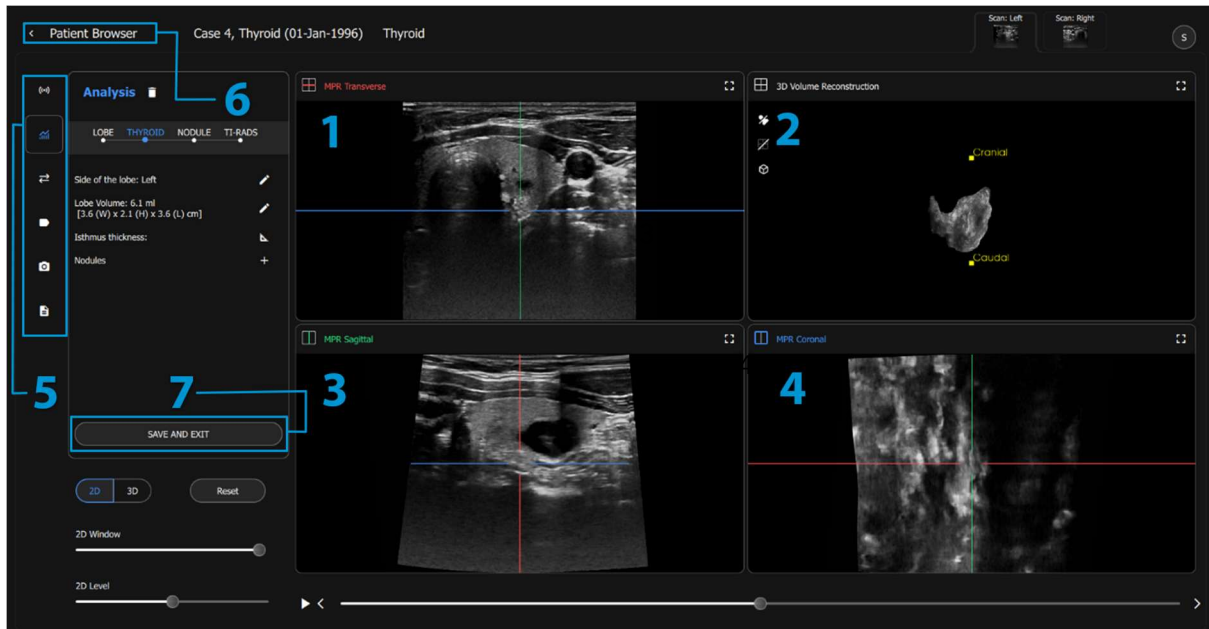 Patient Browser
Case 4, Thyroid (01-Jan-1996) Thyroid
Scan: Left
Scan: Right
S
Analysis
6
LOBE THYROID NODULE TI-RADS
Side of the lobe: Left
Lobe Volume: 6.1 ml
[3.6 (W) x 2.1 (H) x 3.6 (L) cm]
Isthmus thickness:
Nodules +
5
7
SAVE AND EXIT
2D 3D Reset
2D Window
2D Level
MPR Transverse
1
3D Volume Reconstruction
2
Cranial
Caudal
MPR Sagittal
3
MPR Coronal
4